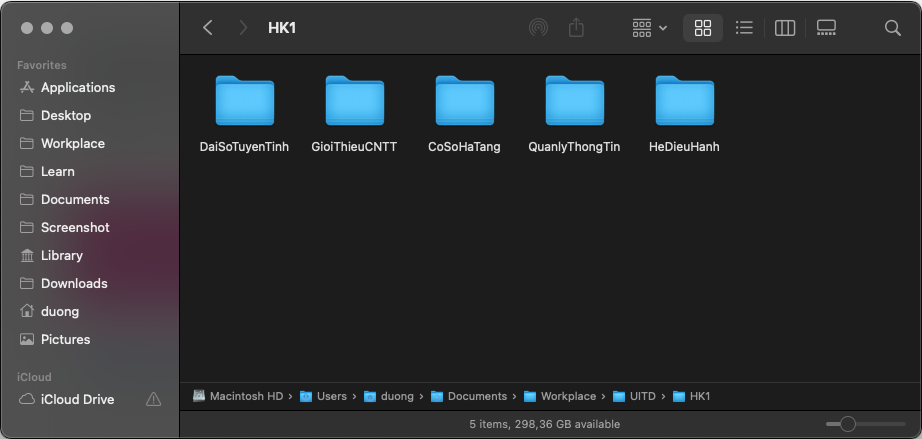 HK1
Favorites
Applications
Desktop
Workplace
Learn
Documents
Screenshot
Library
Downloads
duong
Pictures
iCloud
iCloud Drive
DaiSoTuyenTinh GioiThieuCNTT CoSoHaTang QuanlyThongTin HeDieuHanh
Macintosh HD › Users › duong › Documents › Workplace › UITD › HK1
5 items, 298,36 GB available